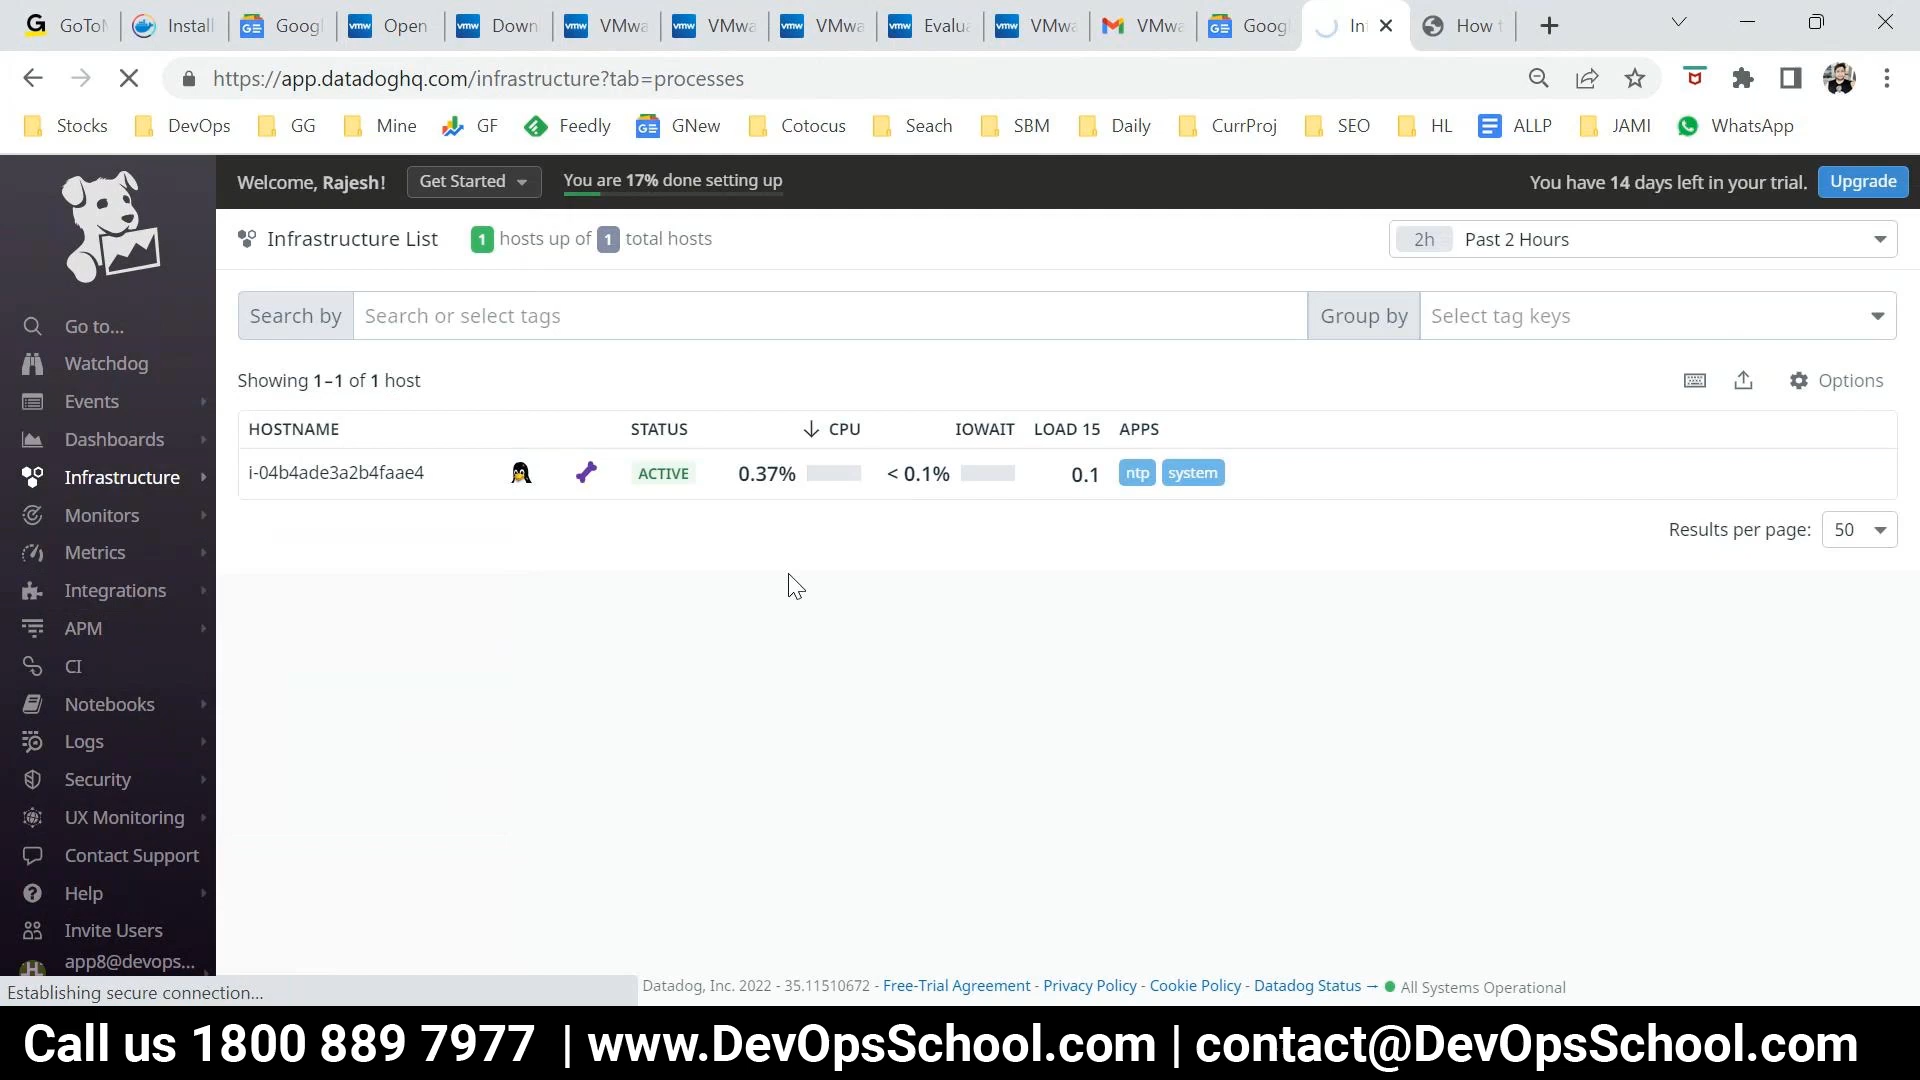 GoToM
Install
Googl
Open
Down
VMwa
VMwa
VMwa
Evalua
VMwa
VMwa
Googl
In
How t
https://app.datadoghq.com/infrastructure?tab=processes
Stocks DevOps GG Mine GF Feedly GNew Cotocus Seach SBM Daily CurrProj SEO HL ALLP JAMI WhatsApp
Welcome, Rajesh! Get Started You are 17% done setting up You have 14 days left in your trial. Upgrade
Infrastructure List 1 hosts up of 1 total hosts 2h Past 2 Hours
Search by Search or select tags Group by Select tag keys
Showing 1–1 of 1 host Options
HOSTNAME STATUS CPU IOWAIT LOAD 15 APPS
i-04b4ade3a2b4faae4 ACTIVE 0.37% < 0.1% 0.1 ntp system
Results per page: 50
Go to...
Watchdog
Events
Dashboards
Infrastructure
Monitors
Metrics
Integrations
APM
CI
Notebooks
Logs
Security
UX Monitoring
Contact Support
Help
Invite Users
app8@devops...
Establishing secure connection...
Datadog, Inc. 2022 - 35.11510672 - Free-Trial Agreement - Privacy Policy - Cookie Policy - Datadog Status → All Systems Operational
Call us 1800 889 7977 | www.DevOpsSchool.com | contact@DevOpsSchool.com